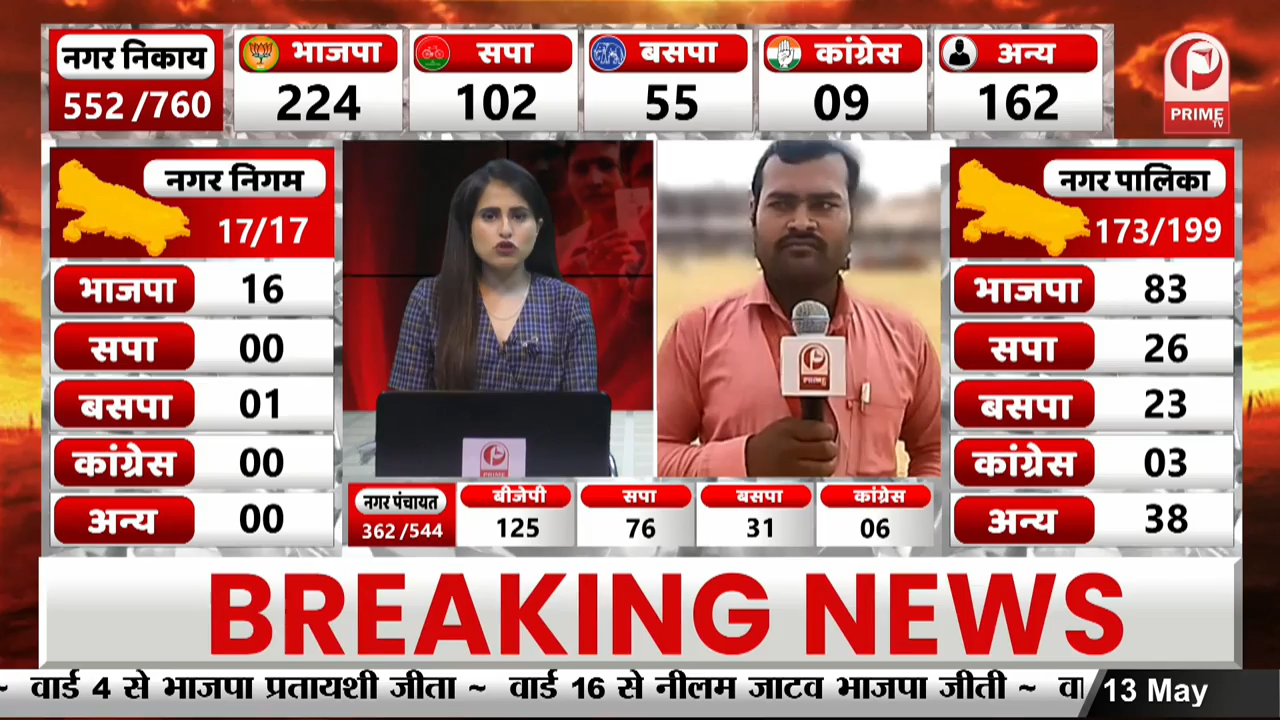 नगर निकाय
552/760
भाजपा
224
सपा
102
बसपा
55
कांग्रेस
09
अन्य
162
PRIME TV
नगर निगम
17/17
भाजपा 16
सपा 00
बसपा 01
कांग्रेस 00
अन्य 00
PRIME
PRIME
नगर पालिका
173/199
भाजपा 83
सपा 26
बसपा 23
कांग्रेस 03
अन्य 38
नगर पंचायत
362/544
बीजेपी
125
सपा
76
बसपा
31
कांग्रेस
06
BREAKING NEWS
~ वार्ड 4 से भाजपा प्रतायशी जीता ~ वार्ड 16 से नीलम जाटव भाजपा जीती ~
13 May